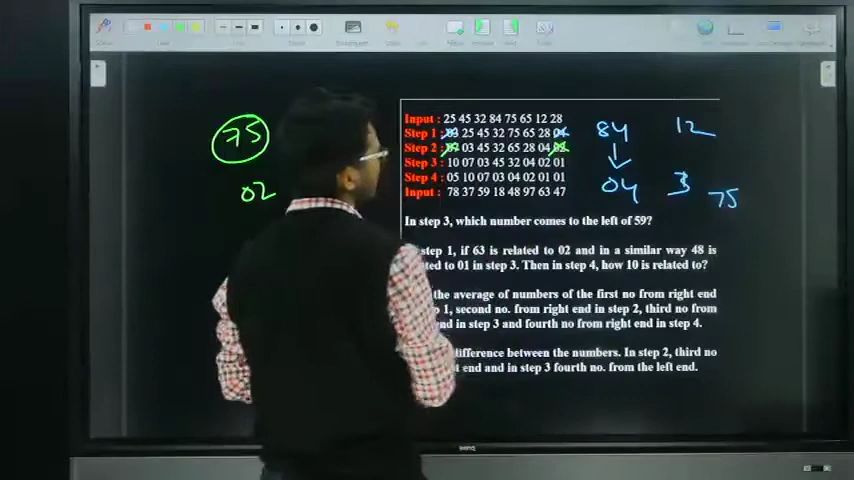 Input : 25 45 32 84 75 65 12 28
Step 1 : 03 25 45 32 75 65 28 04
Step 2 : 07 03 45 32 65 28 04 02
Step 3 : 10 07 03 45 32 04 02 01
Step 4 : 05 10 07 03 04 02 01 01
Input : 78 37 59 18 48 97 63 47
In step 3, which number comes to the left of 59?
step 1, if 63 is related to 02 and in a similar way 48 is
to 01 in step 3. Then in step 4, how 10 is related to?
the average of numbers of the first no from right end
1, second no. from right end in step 2, third no from
end in step 3 and fourth no from right end in step 4.
difference between the numbers. In step 2, third no
end and in step 3 fourth no. from the left end.
75
02
84
04
12
3
75